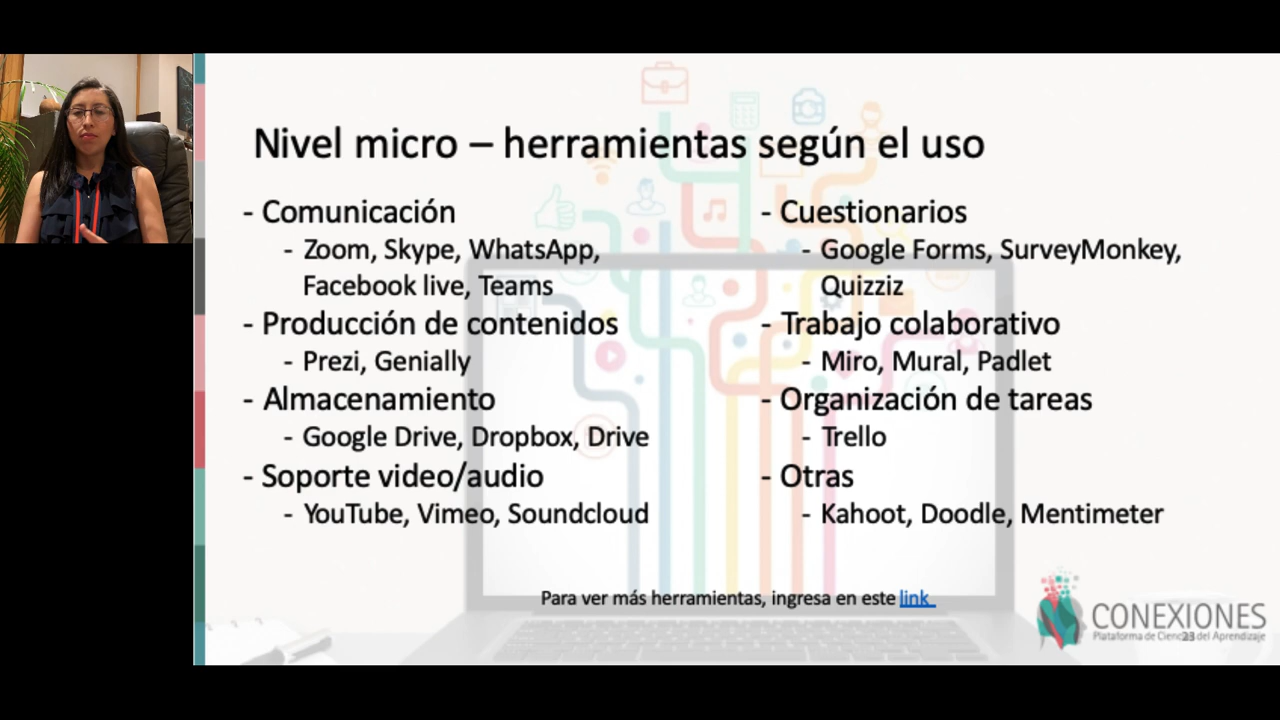 Nivel micro – herramientas según el uso
- Comunicación
- Zoom, Skype, WhatsApp,
Facebook live, Teams
- Producción de contenidos
- Prezi, Genially
- Almacenamiento
- Google Drive, Dropbox, Drive
- Soporte video/audio
- YouTube, Vimeo, Soundcloud
- Cuestionarios
- Google Forms, SurveyMonkey,
Quizziz
- Trabajo colaborativo
- Miro, Mural, Padlet
- Organización de tareas
- Trello
- Otras
- Kahoot, Doodle, Mentimeter
Para ver más herramientas, ingresa en este link
CONEXIONES
Plataforma de del Aprendizaje
23